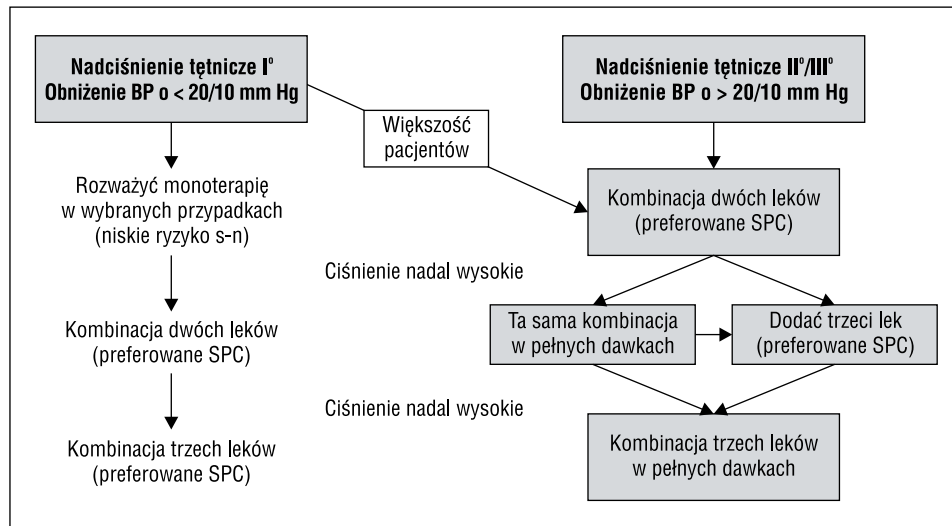 Nadciśnienie tętnicze Iº
Obniżenie BP o < 20/10 mm Hg
Nadciśnienie tętnicze IIº/IIIº
Obniżenie BP o > 20/10 mm Hg
Większość
pacjentów
Rozważyć monoterapię
w wybranych przypadkach
(niskie ryzyko s-n)
Kombinacja dwóch leków
(preferowane SPC)
Ciśnienie nadal wysokie
Ta sama kombinacja
w pełnych dawkach
Dodać trzeci lek
(preferowane SPC)
Kombinacja dwóch leków
(preferowane SPC)
Ciśnienie nadal wysokie
Kombinacja trzech leków
(preferowane SPC)
Kombinacja trzech leków
w pełnych dawkach